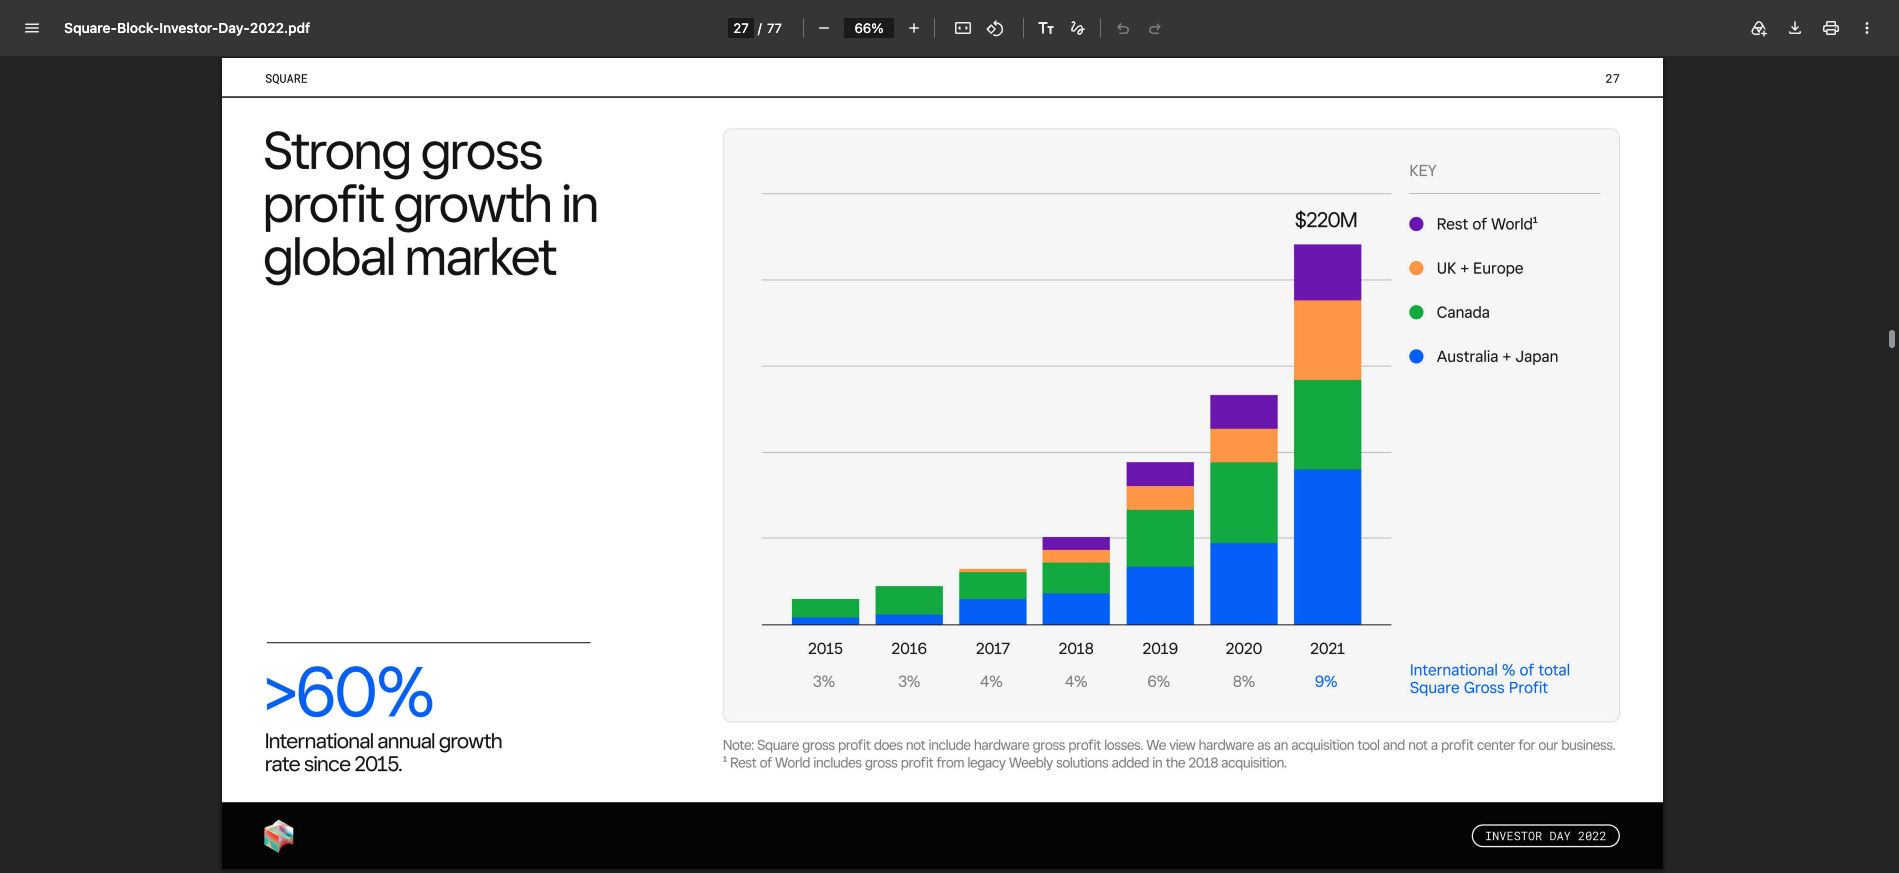 Square-Block-Investor-Day-2022.pdf
27 / 77
66%
SQUARE
27
Strong gross
profit growth in
global market
>60%
International annual growth
rate since 2015.
$220M
2015 2016 2017 2018 2019 2020 2021
3% 3% 4% 4% 6% 8% 9%
KEY
Rest of World¹
UK + Europe
Canada
Australia + Japan
International % of total
Square Gross Profit
Note: Square gross profit does not include hardware gross profit losses. We view hardware as an acquisition tool and not a profit center for our business.
¹ Rest of World includes gross profit from legacy Weebly solutions added in the 2018 acquisition.
INVESTOR DAY 2022